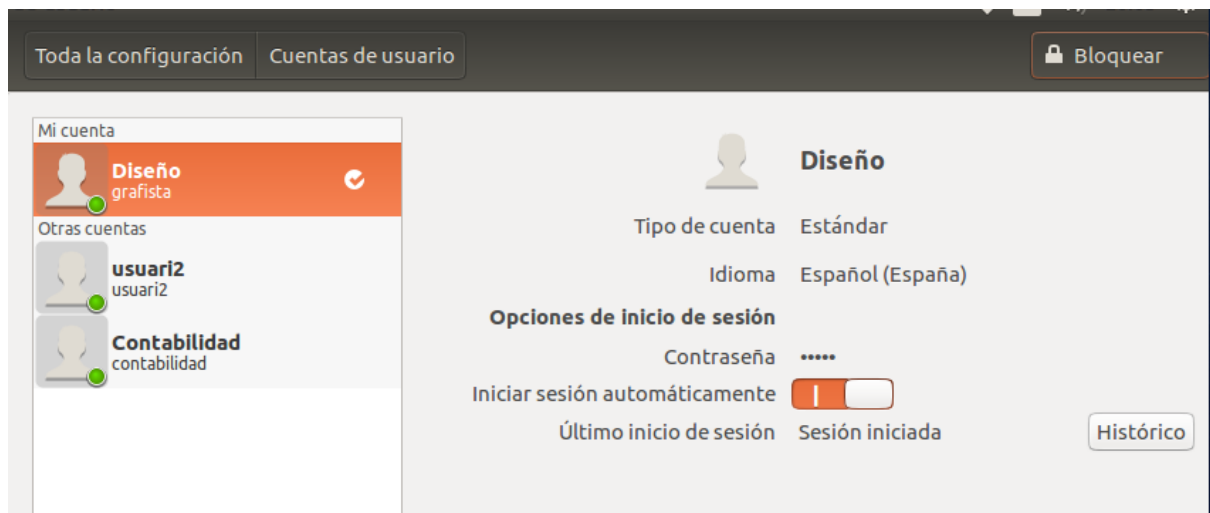 Toda la configuración Cuentas de usuario Bloquear
Mi cuenta
Diseño
grafista
Otras cuentas
usuari2
usuari2
Contabilidad
contabilidad
Diseño
Tipo de cuenta Estándar
Idioma Español (España)
Opciones de inicio de sesión
Contraseña •••••
Iniciar sesión automáticamente
Último inicio de sesión Sesión iniciada Histórico